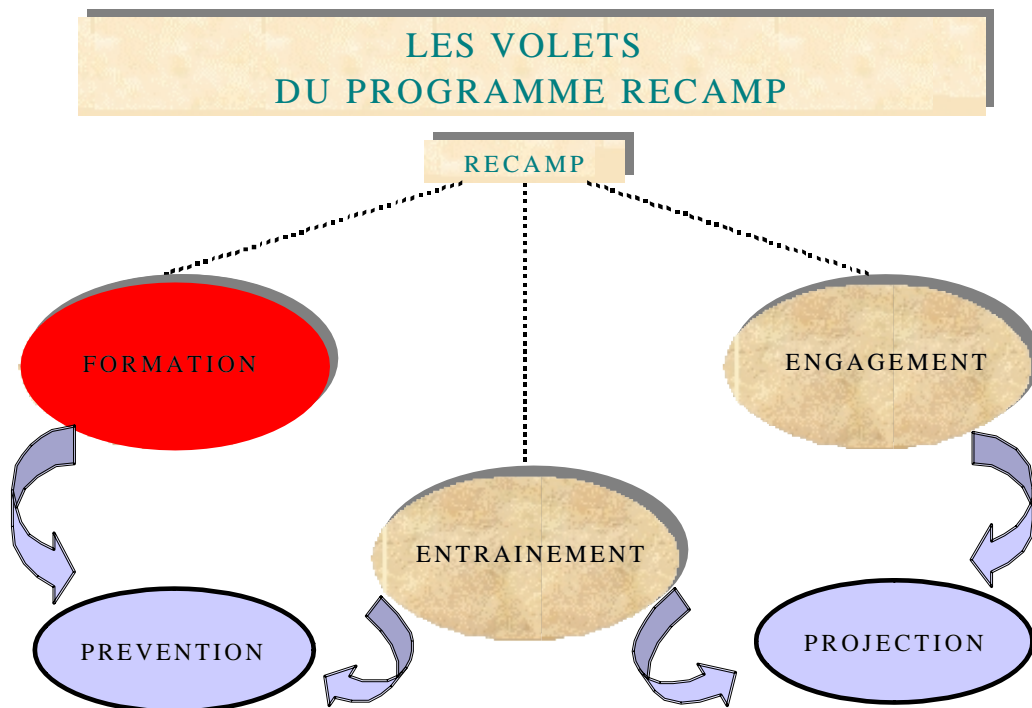 LES VOLETS
DU PROGRAMME RECAMP
RECAMP
FORMATION
ENGAGEMENT
ENTRAINEMENT
PREVENTION
PROJECTION